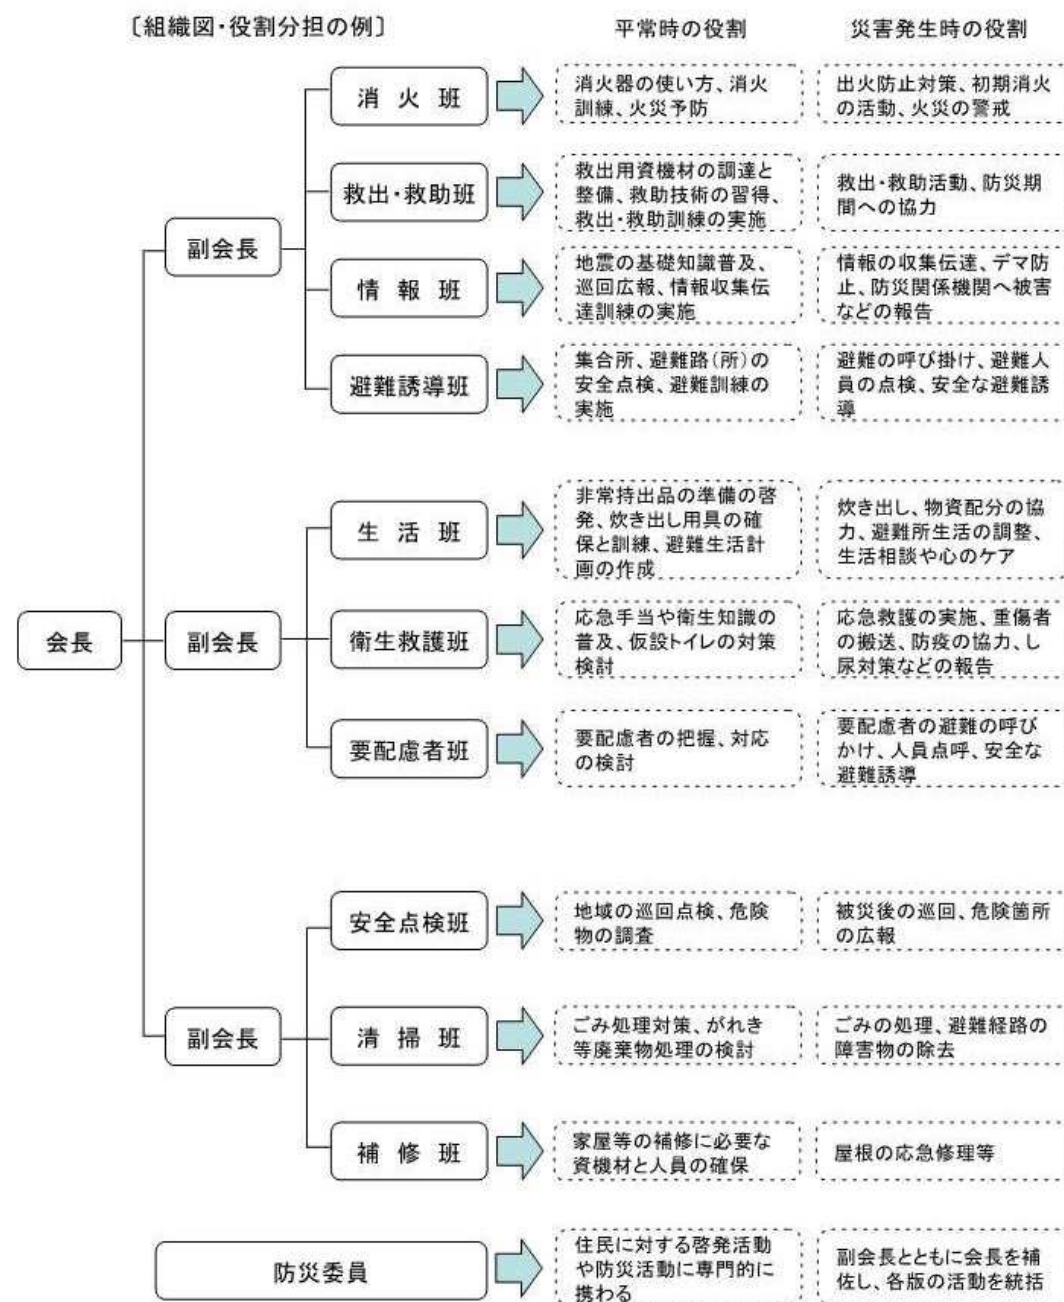 〔組織図・役割分担の例〕
平常時の役割
災害発生時の役割
消火班
消火器の使い方、消火
訓練、火災予防
出火防止対策、初期消火
の活動、火災の警戒
救出・救助班
救出用資機材の調達と
整備、救助技術の習得、
救出・救助訓練の実施
救出・救助活動、防災期
間への協力
副会長
情報班
地震の基礎知識普及、
巡回広報、情報収集伝
達訓練の実施
情報の収集伝達、デマ防
止、防災関係機関へ被害
などの報告
避難誘導班
集合所、避難路(所)の
安全点検、避難訓練の
実施
避難の呼び掛け、避難人
員の点検、安全な避難誘
導
生活班
非常持出品の準備の啓
発、炊き出し用具の確
保と訓練、避難生活計
画の作成
炊き出し、物資配分の協
力、避難所生活の調整、
生活相談や心のケア
会長
副会長
衛生救護班
応急手当や衛生知識の
普及、仮設トイレの対策
検討
応急救護の実施、重傷者
の搬送、防疫の協力、し
尿対策などの報告
要配慮者班
要配慮者の把握、対応
の検討
要配慮者の避難の呼び
かけ、人員点呼、安全な
避難誘導
安全点検班
地域の巡回点検、危険
物の調査
被災後の巡回、危険箇所
の広報
副会長
清掃班
ごみ処理対策、がれき
等廃棄物処理の検討
ごみの処理、避難経路の
障害物の除去
補修班
家屋等の補修に必要な
資機材と人員の確保
屋根の応急修理等
防災委員
住民に対する啓発活動
や防災活動に専門的に
携わる
副会長とともに会長を補
佐し、各版の活動を統括